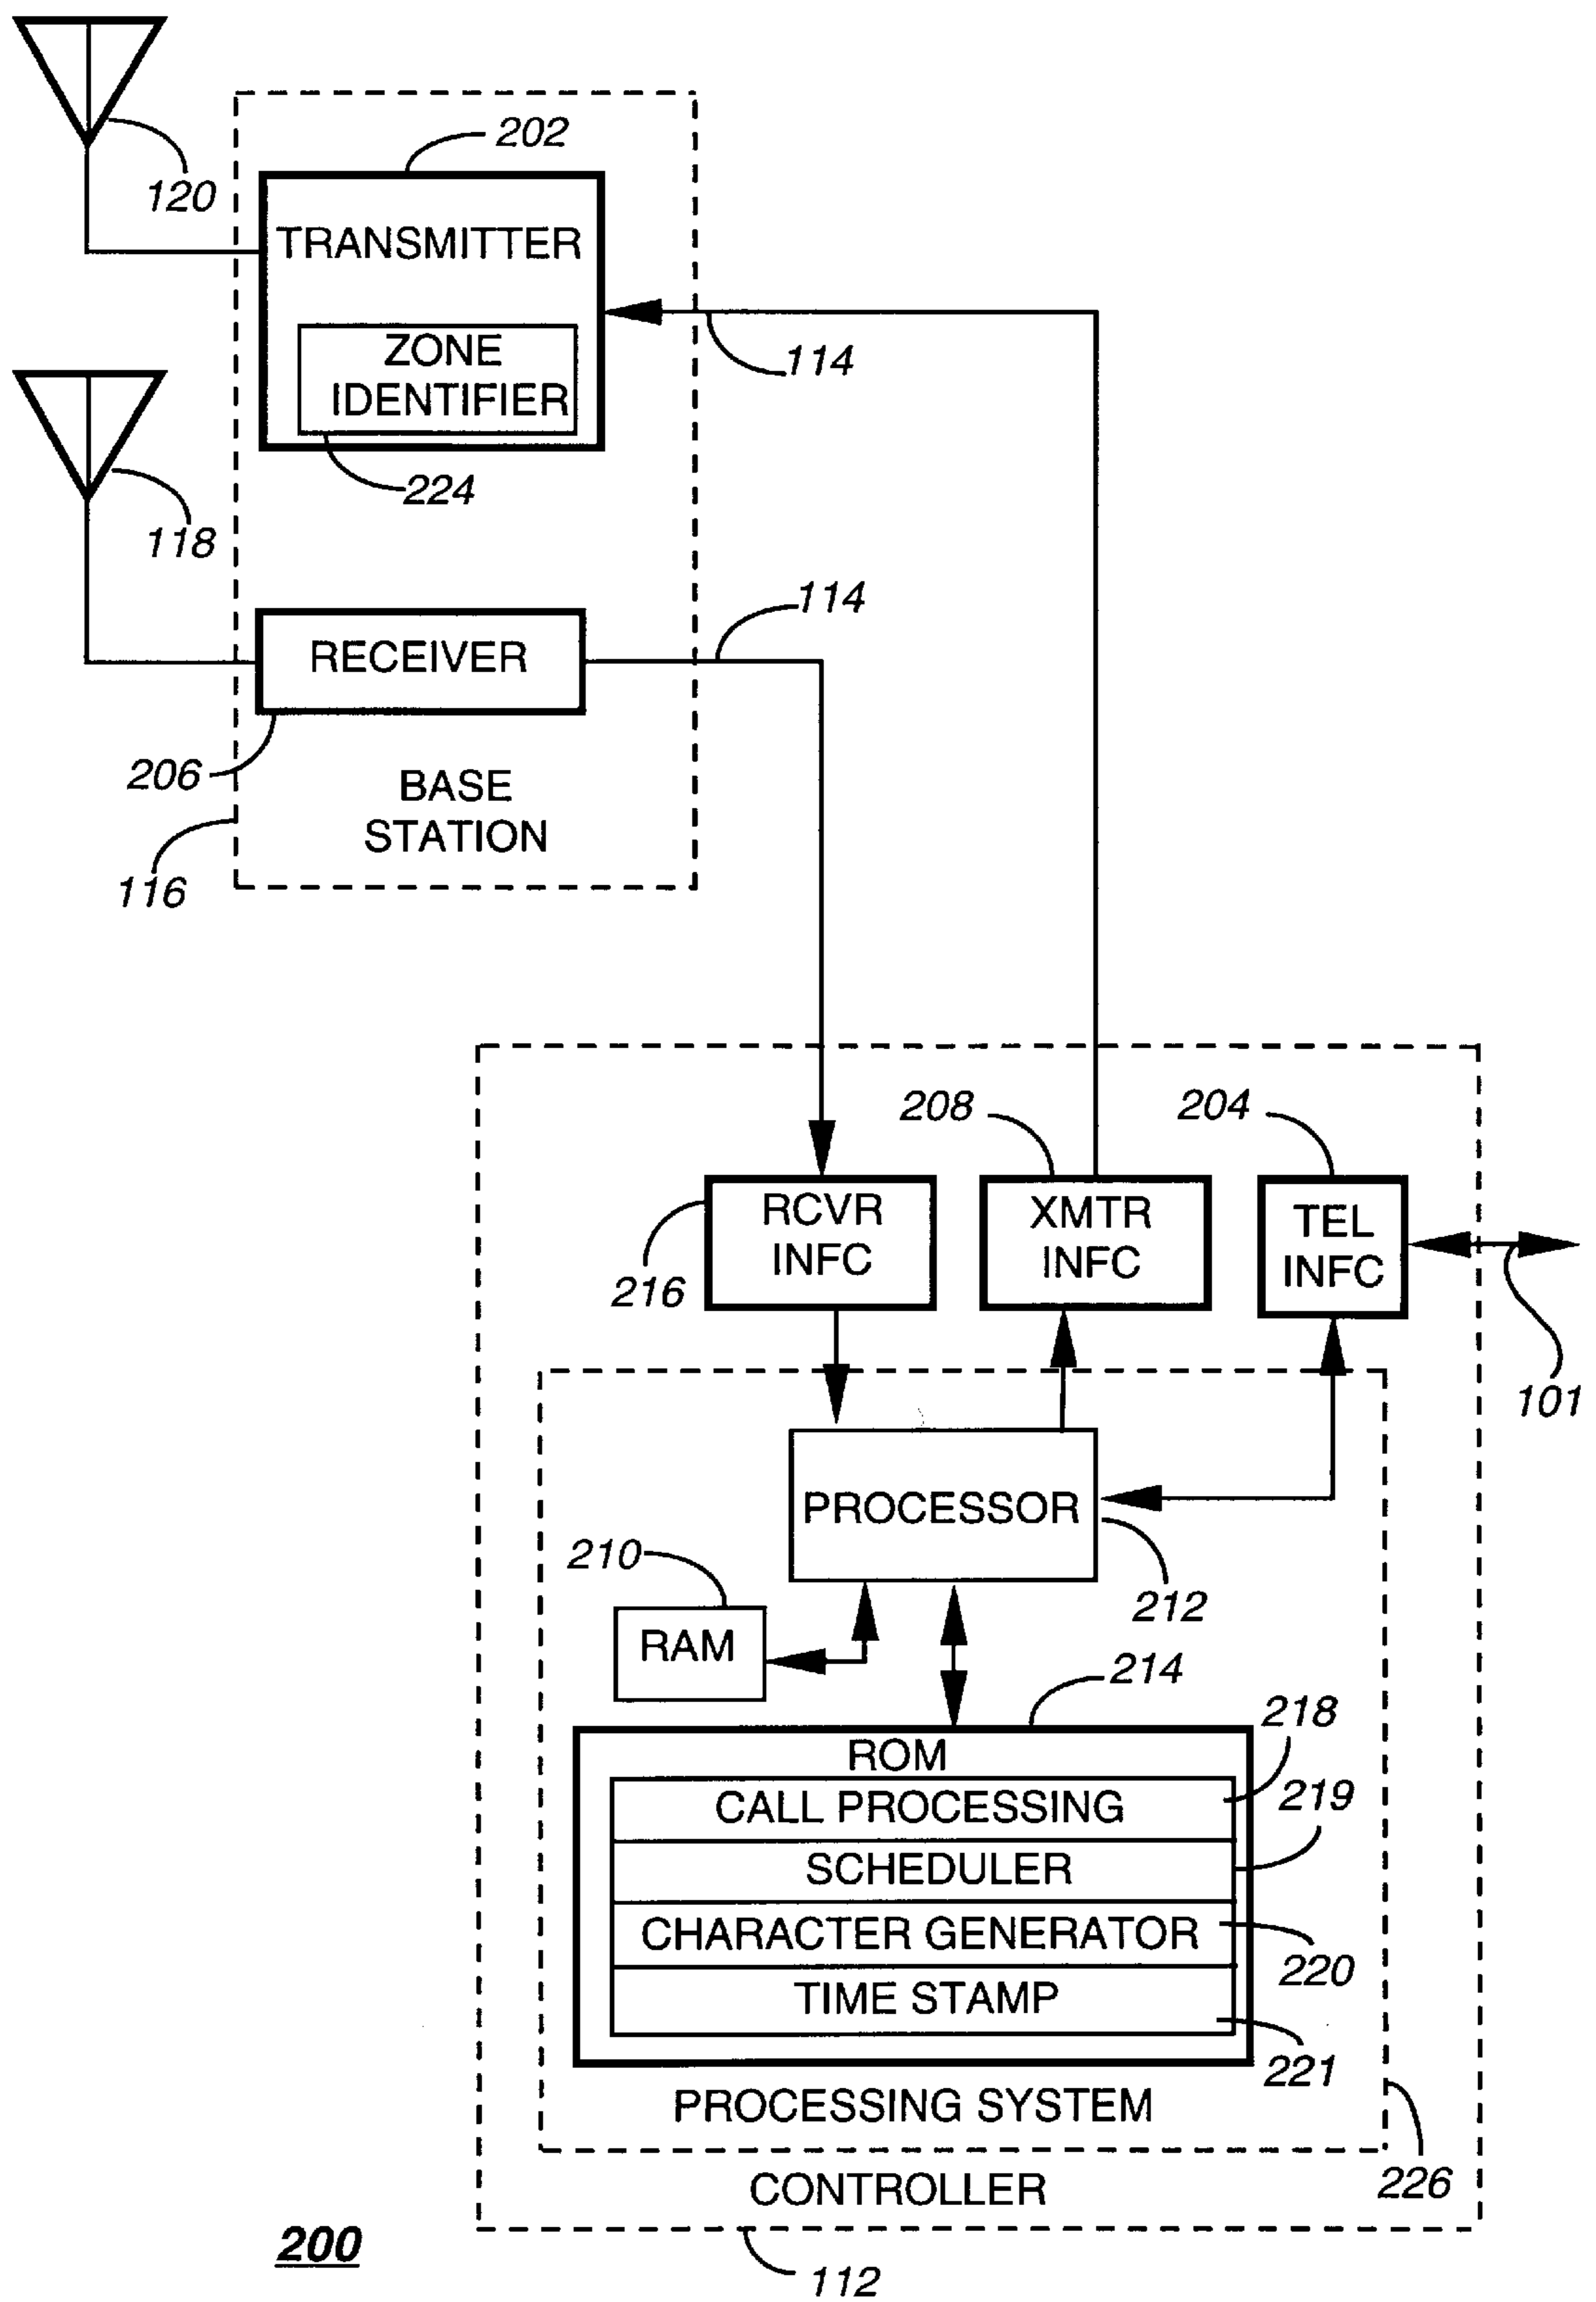 202
120
TRANSMITTER
ZONE
IDENTIFIER
114
224
118
114
RECEIVER
206
BASE
STATION
116
208
204
RCVR
INFC
XMTR
INFC
TEL
INFC
216
101
PROCESSOR
210
212
RAM
214
218
ROM
CALL PROCESSING
219
SCHEDULER
CHARACTER GENERATOR
220
TIME STAMP
221
PROCESSING SYSTEM
226
CONTROLLER
200
112